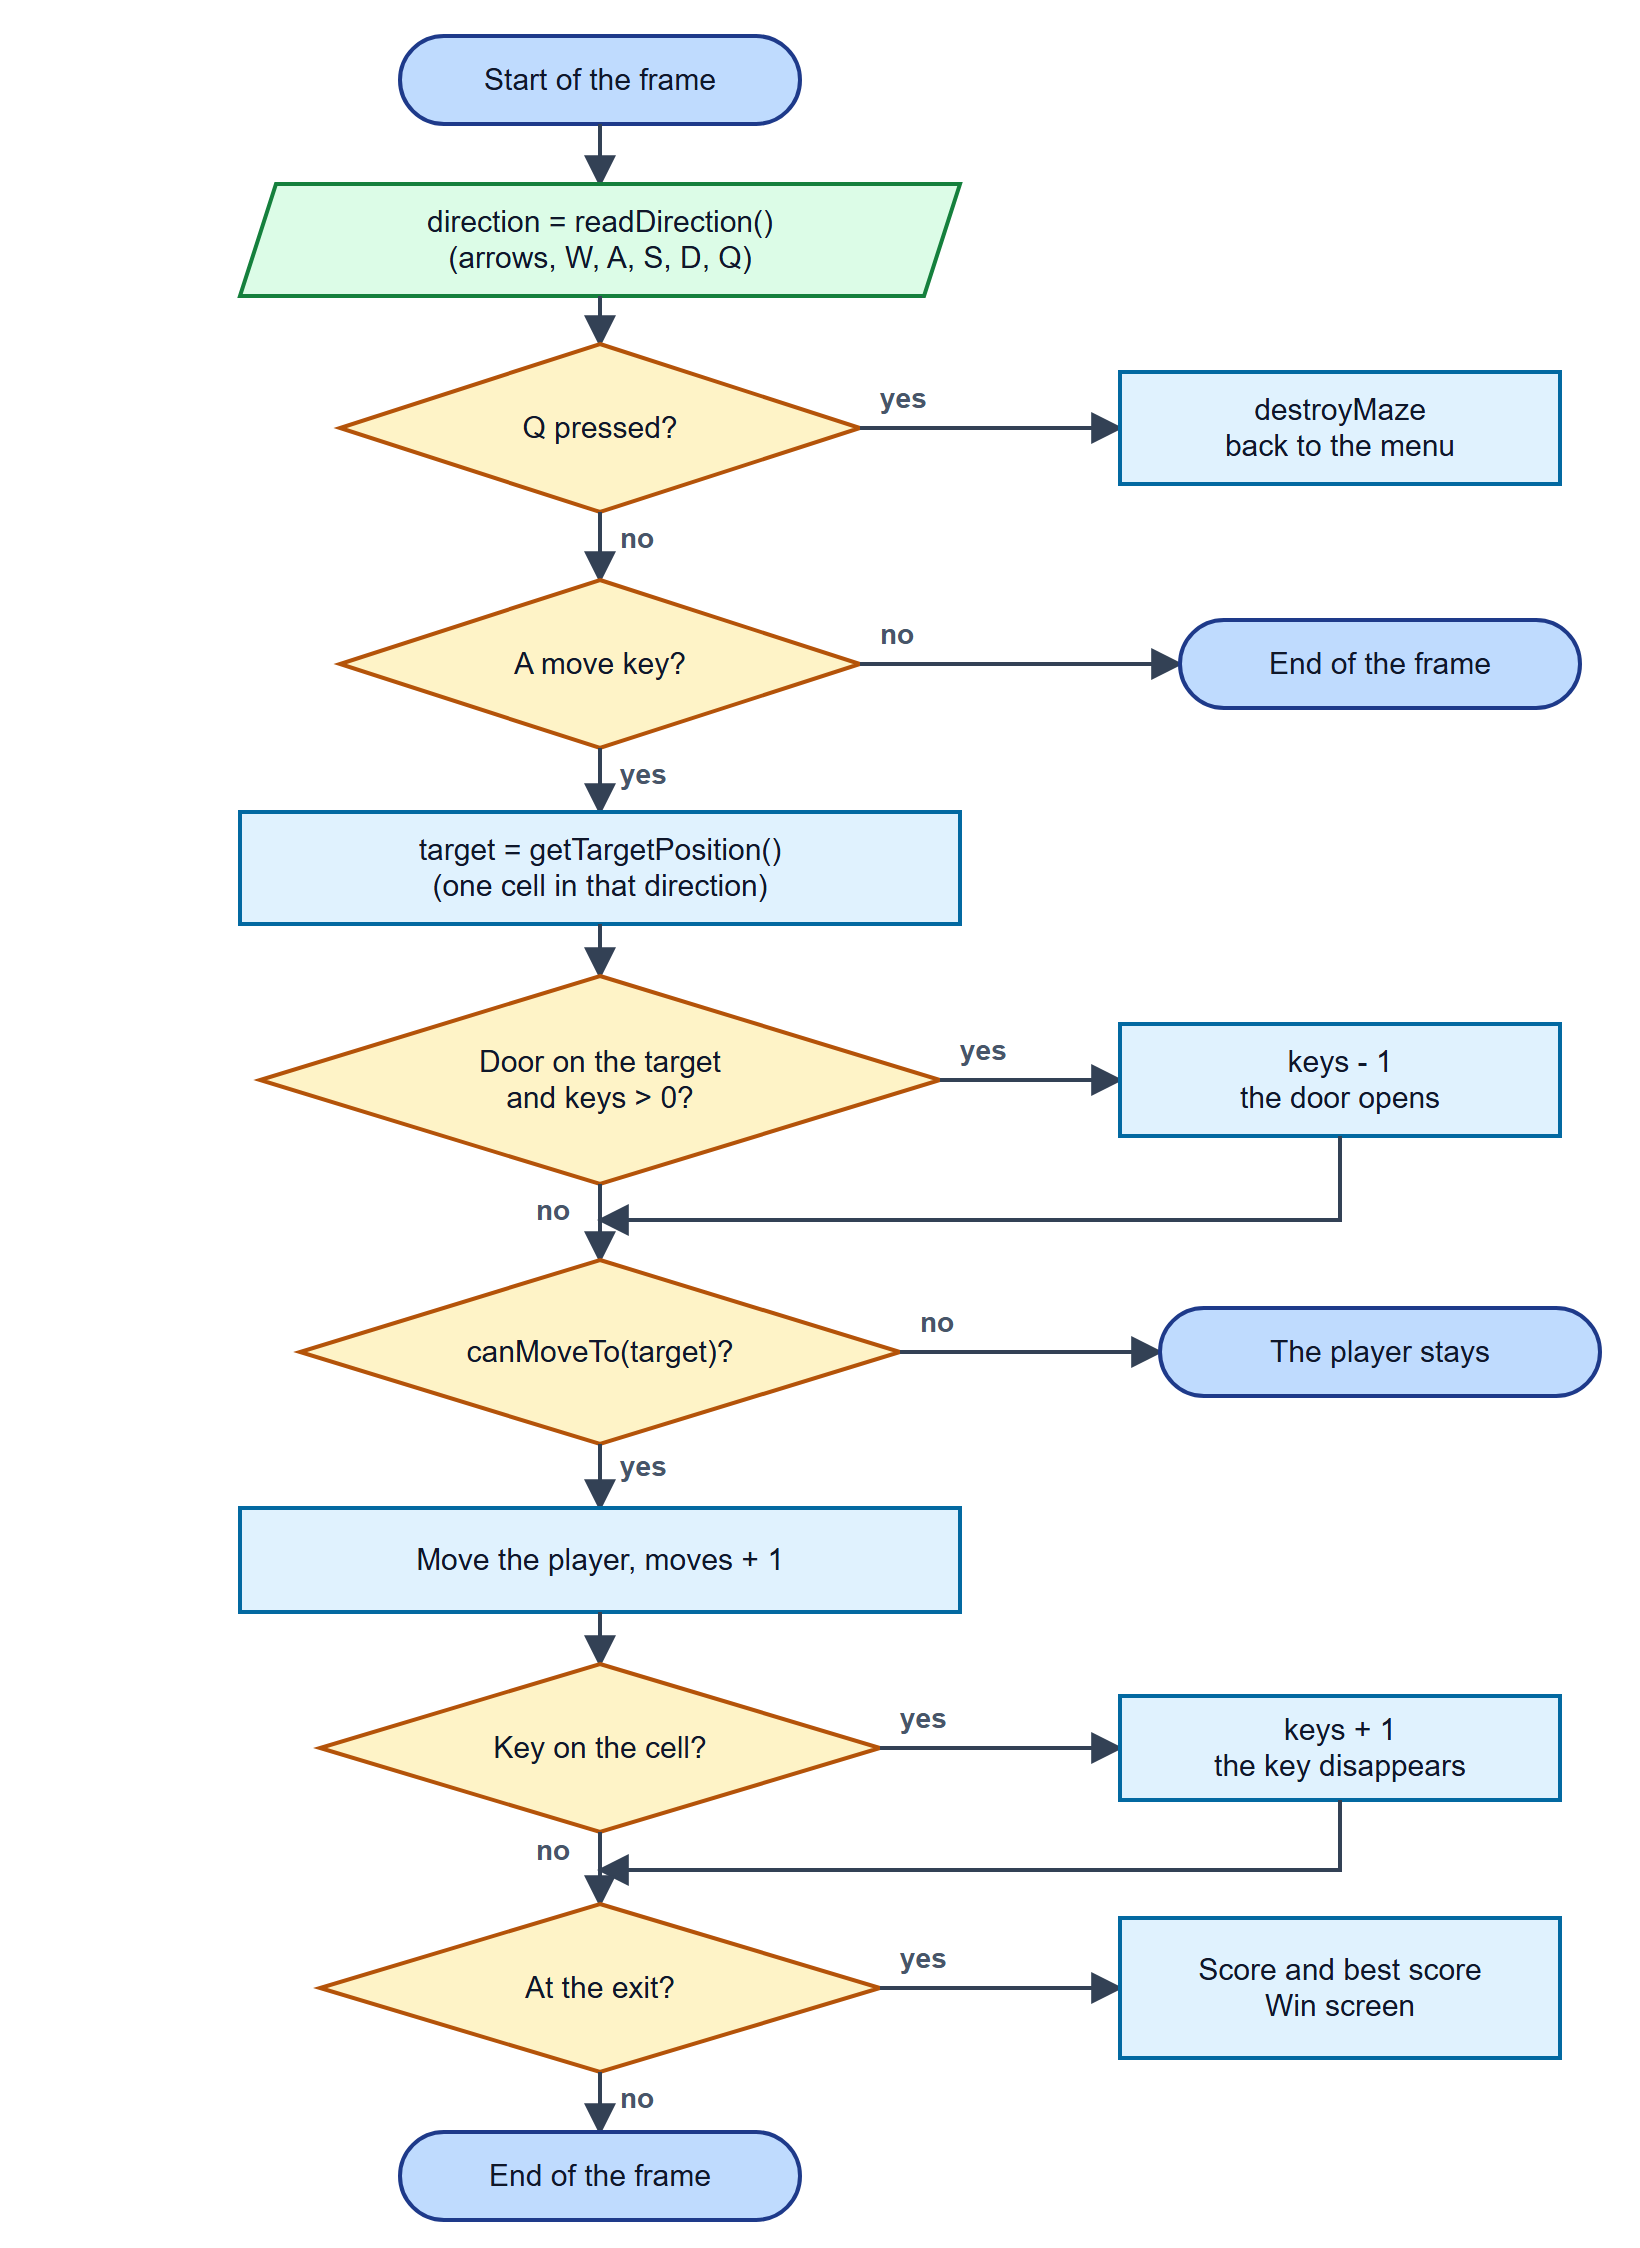 Start of the frame
direction = readDirection()
(arrows, W, A, S, D, Q)
Q pressed?
yes
destroyMaze
back to the menu
no
A move key?
no
End of the frame
yes
target = getTargetPosition()
(one cell in that direction)
Door on the target
and keys > 0?
yes
keys - 1
the door opens
no
canMoveTo(target)?
no
The player stays
yes
Move the player, moves + 1
Key on the cell?
yes
keys + 1
the key disappears
no
At the exit?
yes
Score and best score
Win screen
no
End of the frame